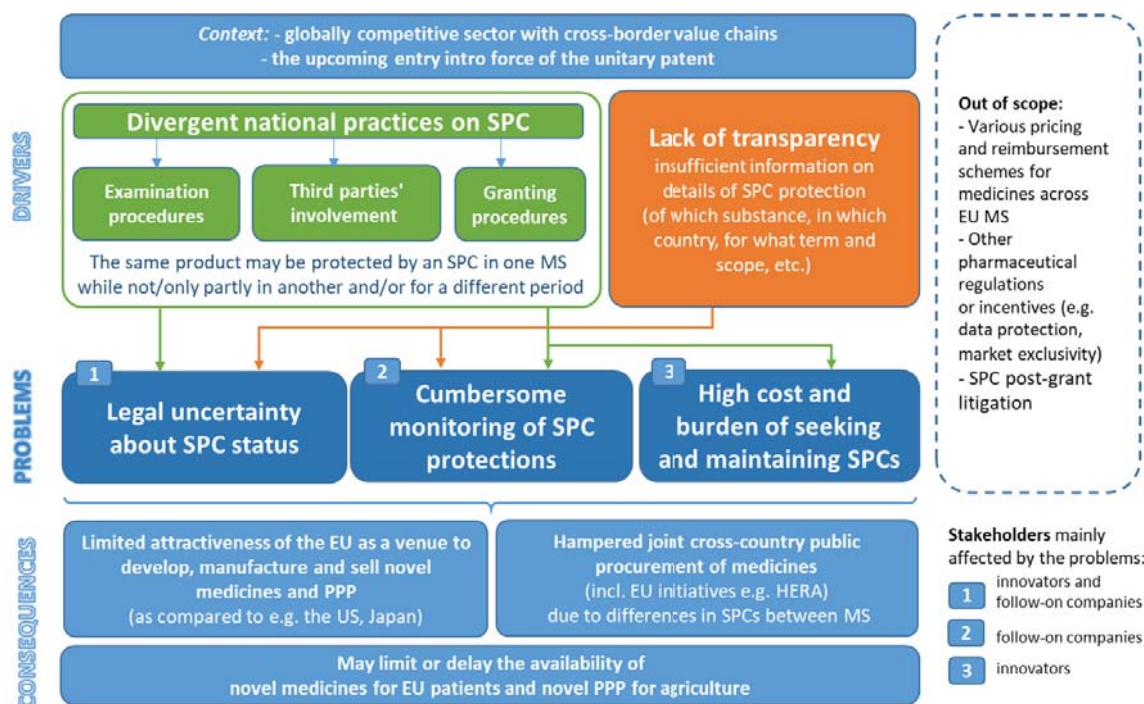 Context: - globally competitive sector with cross-border value chains
- the upcoming entry intro force of the unitary patent
DRIVERS
Divergent national practices on SPC
Examination
procedures
Third parties'
involvement
Granting
procedures
The same product may be protected by an SPC in one MS
while not/only partly in another and/or for a different period
Lack of transparency
insufficient information on
details of SPC protection
(of which substance, in which
country, for what term and
scope, etc.)
PROBLEMS
1
Legal uncertainty
about SPC status
2
Cumbersome
monitoring of SPC
protections
3
High cost and
burden of seeking
and maintaining SPCs
CONSEQUENCES
Limited attractiveness of the EU as a venue to
develop, manufacture and sell novel
medicines and PPP
(as compared to e.g. the US, Japan)
Hampered joint cross-country public
procurement of medicines
(incl. EU initiatives e.g. HERA)
due to differences in SPCs between MS
May limit or delay the availability of
novel medicines for EU patients and novel PPP for agriculture
Out of scope:
- Various pricing
and reimbursement
schemes for
medicines across
EU MS
- Other
pharmaceutical
regulations
or incentives (e.g.
data protection,
market exclusivity)
- SPC post-grant
litigation
Stakeholders mainly
affected by the problems:
1 innovators and
follow-on companies
2 follow-on companies
3 innovators